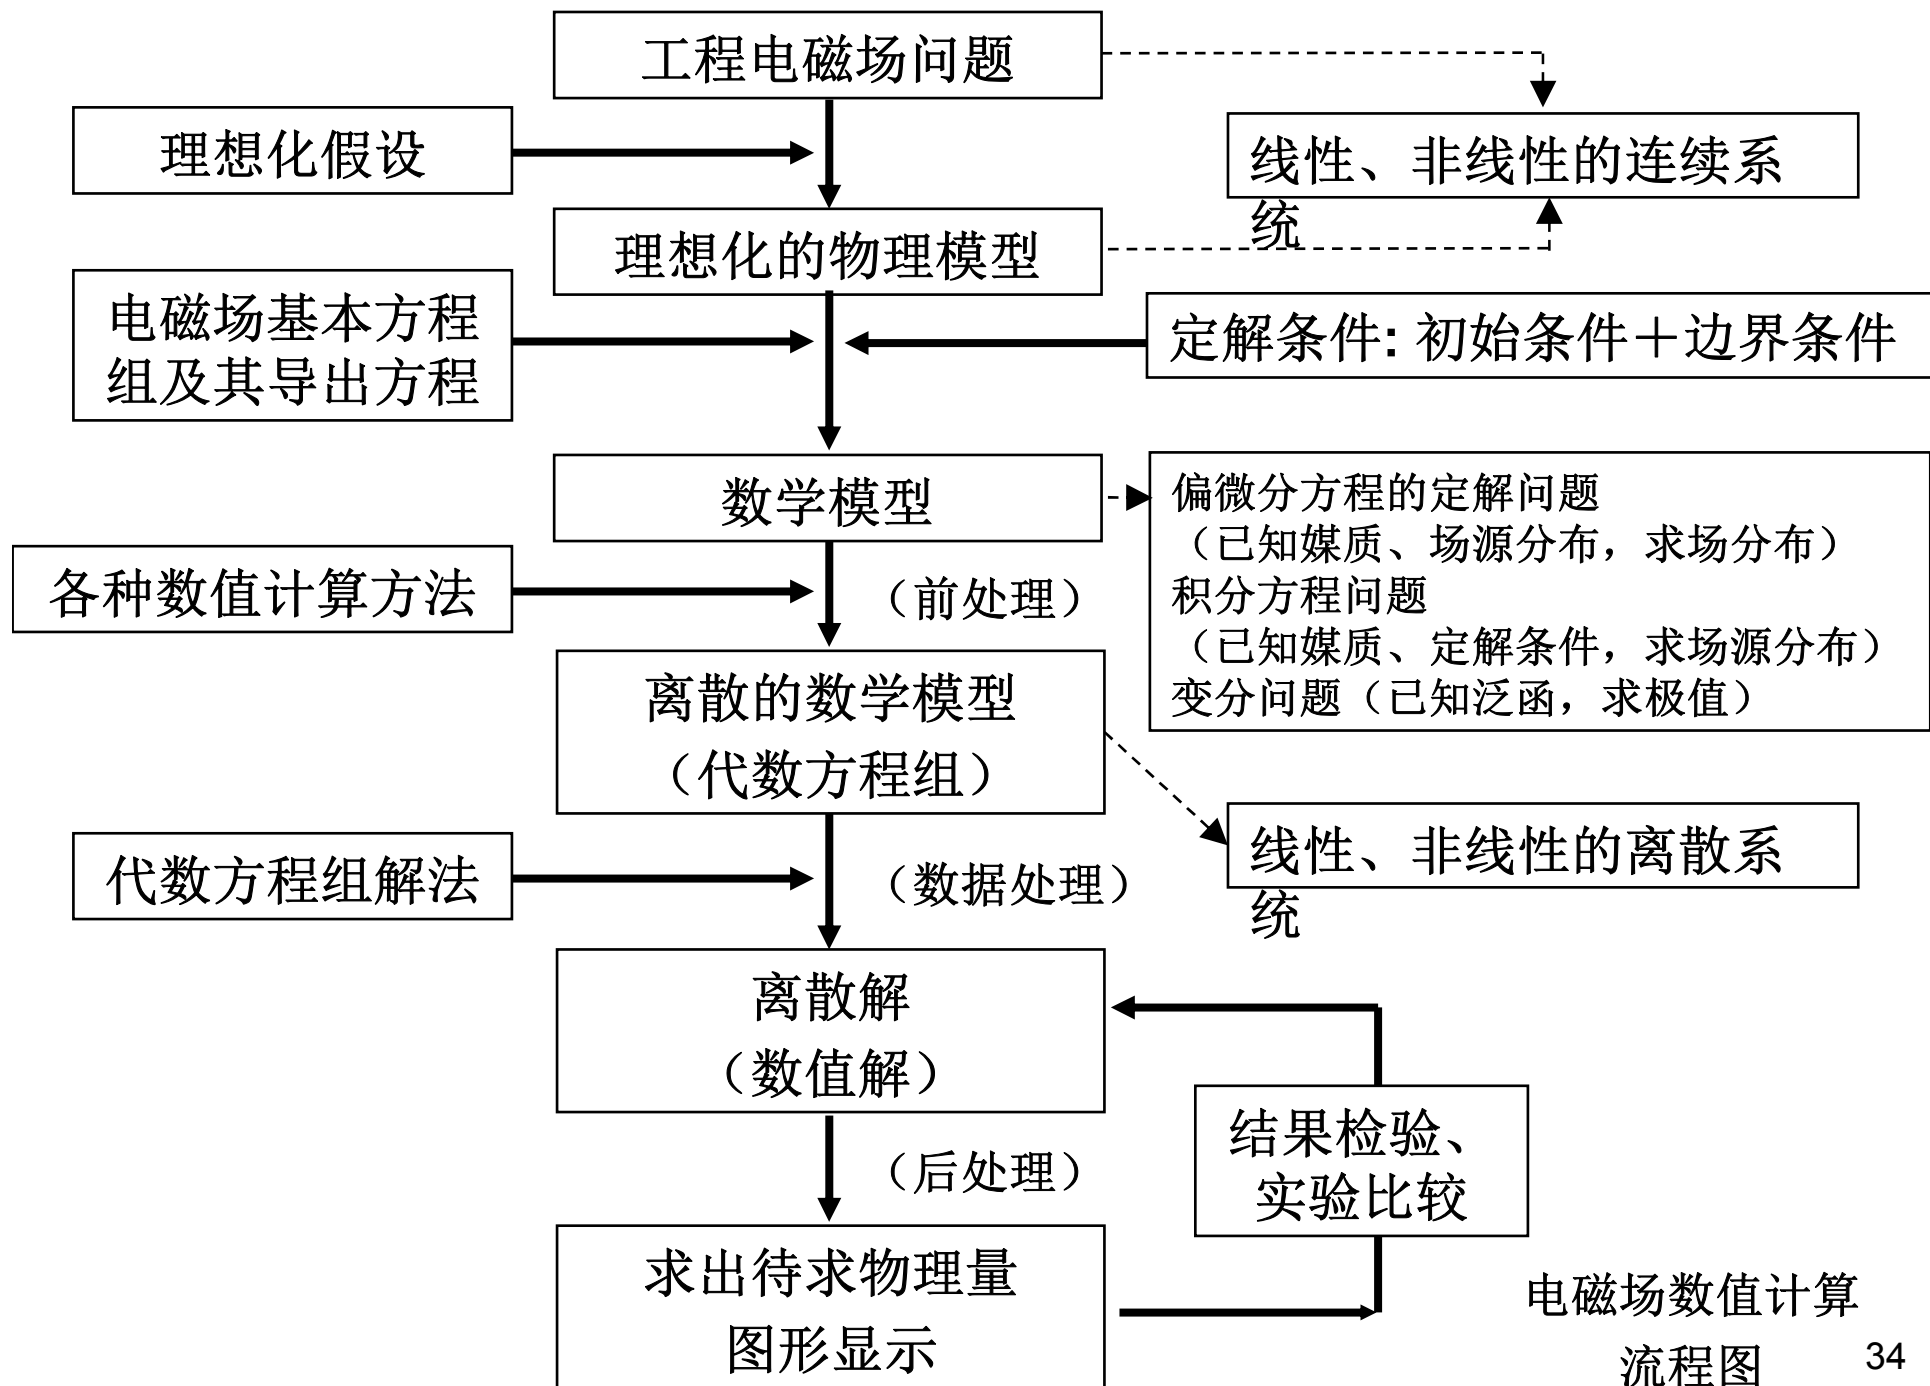 工程电磁场问题
理想化假设
线性、非线性的连续系
统
理想化的物理模型
电磁场基本方程
组及其导出方程
定解条件: 初始条件＋边界条件
数学模型
偏微分方程的定解问题
（已知媒质、场源分布，求场分布）
积分方程问题
（已知媒质、定解条件，求场源分布）
变分问题（已知泛函，求极值）
各种数值计算方法
（前处理）
离散的数学模型
（代数方程组）
线性、非线性的离散系
统
代数方程组解法
（数据处理）
离散解
（数值解）
结果检验、
实验比较
（后处理）
求出待求物理量
图形显示
电磁场数值计算
流程图
34